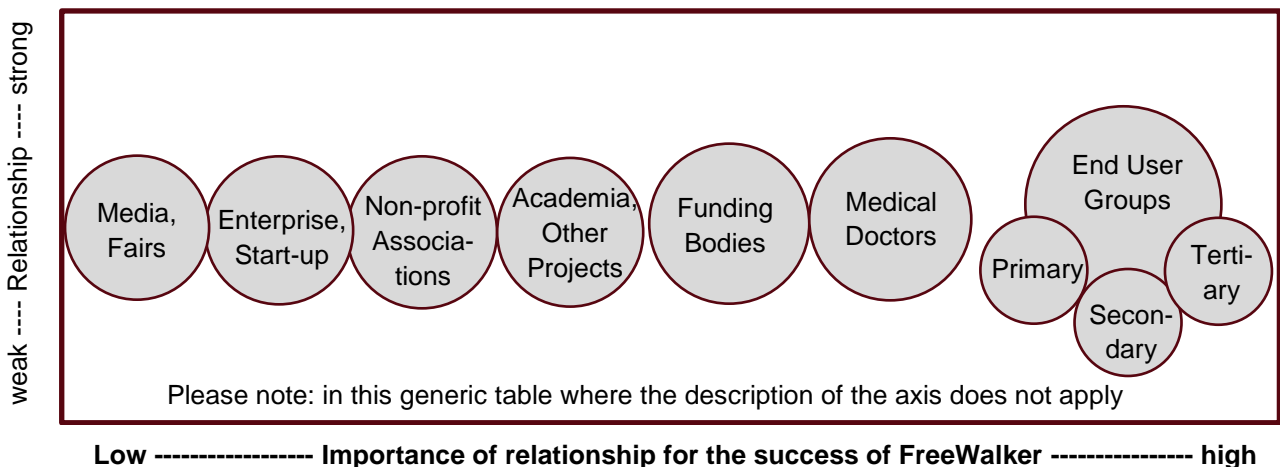 weak ---- Relationship ---- strong
Media,
Fairs
Enterprise,
Start-up
Non-profit
Associa-
tions
Academia,
Other
Projects
Funding
Bodies
Medical
Doctors
End User
Groups
Primary
Secon-
dary
Terti-
ary
Please note: in this generic table where the description of the axis does not apply
Low ------------------ Importance of relationship for the success of FreeWalker ---------------- high